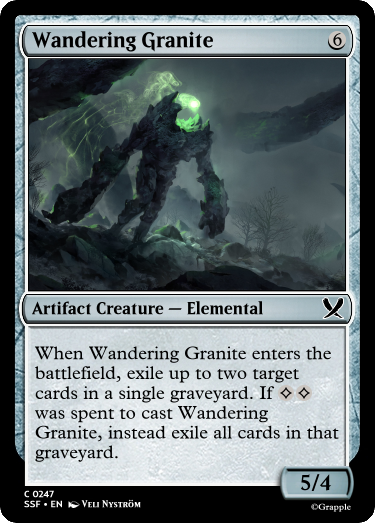 Wandering Granite 6
Artifact Creature — Elemental
When Wandering Granite enters the
battlefield, exile up to two target
cards in a single graveyard. If
was spent to cast Wandering
Granite, instead exile all cards in that
graveyard.
5/4
C 0247
SSF • EN Veli Nyström
©Grapple